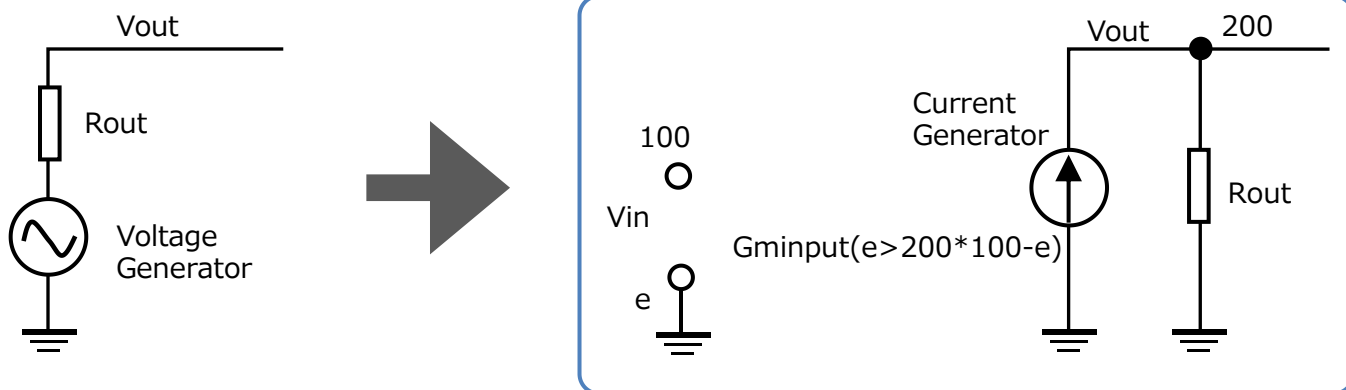 Vout
Rout
Voltage
Generator
100
Vin
e
Vout
200
Current
Generator
Gminput(e>200*100-e)
Rout